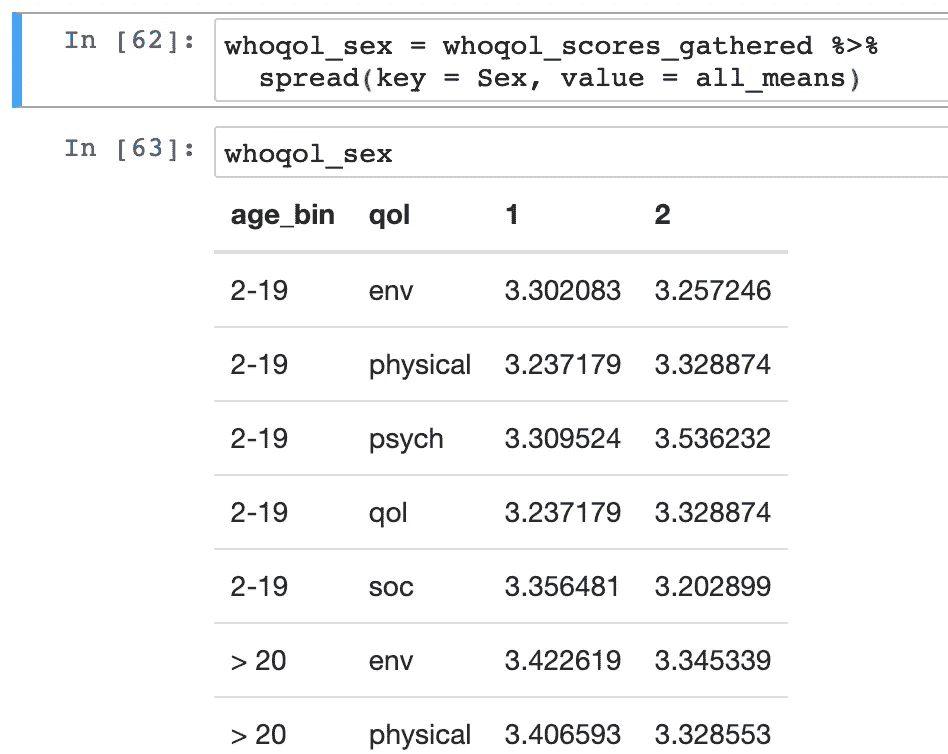 In [62]: whoqol_sex = whoqol_scores_gathered %>%
spread(key = Sex, value = all_means)
In [63]: whoqol_sex
age_bin qol 1 2
2-19 env 3.302083 3.257246
2-19 physical 3.237179 3.328874
2-19 psych 3.309524 3.536232
2-19 qol 3.237179 3.328874
2-19 soc 3.356481 3.202899
> 20 env 3.422619 3.345339
> 20 physical 3.406593 3.328553